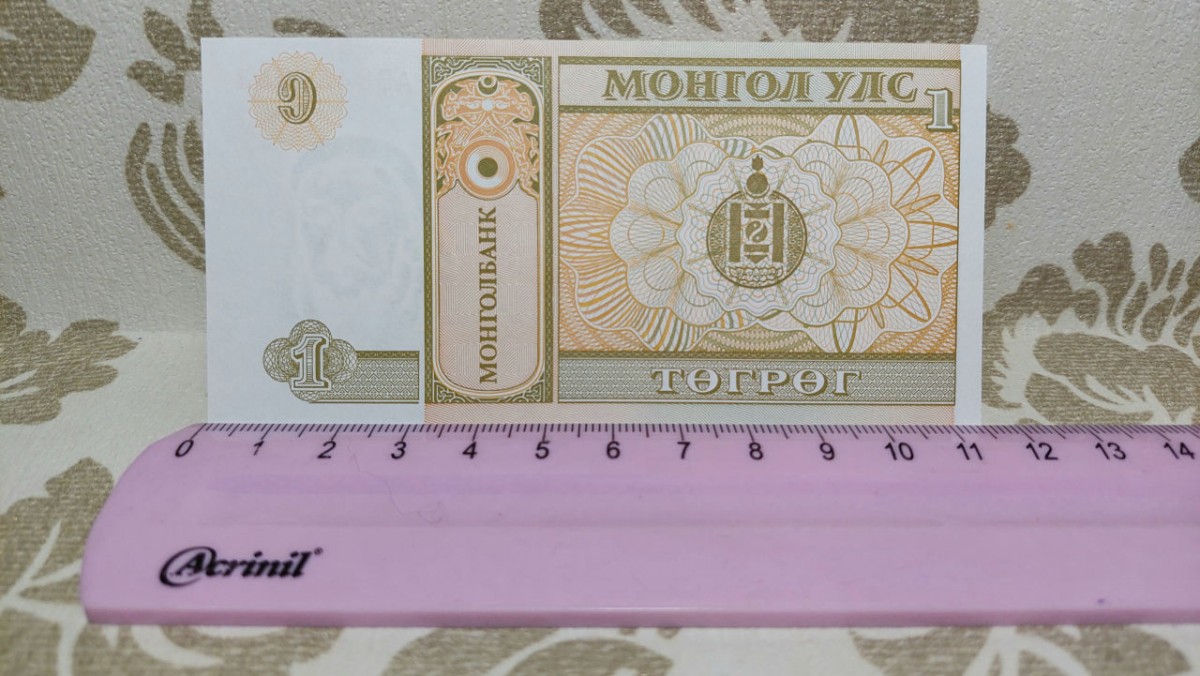 МОНГОЛ УЛС
1
МОНГОЛБАНК
1
ТӨГРӨГ
0 1 2 3 4 5 6 7 8 9 10 11 12 13 14
Acrinil®